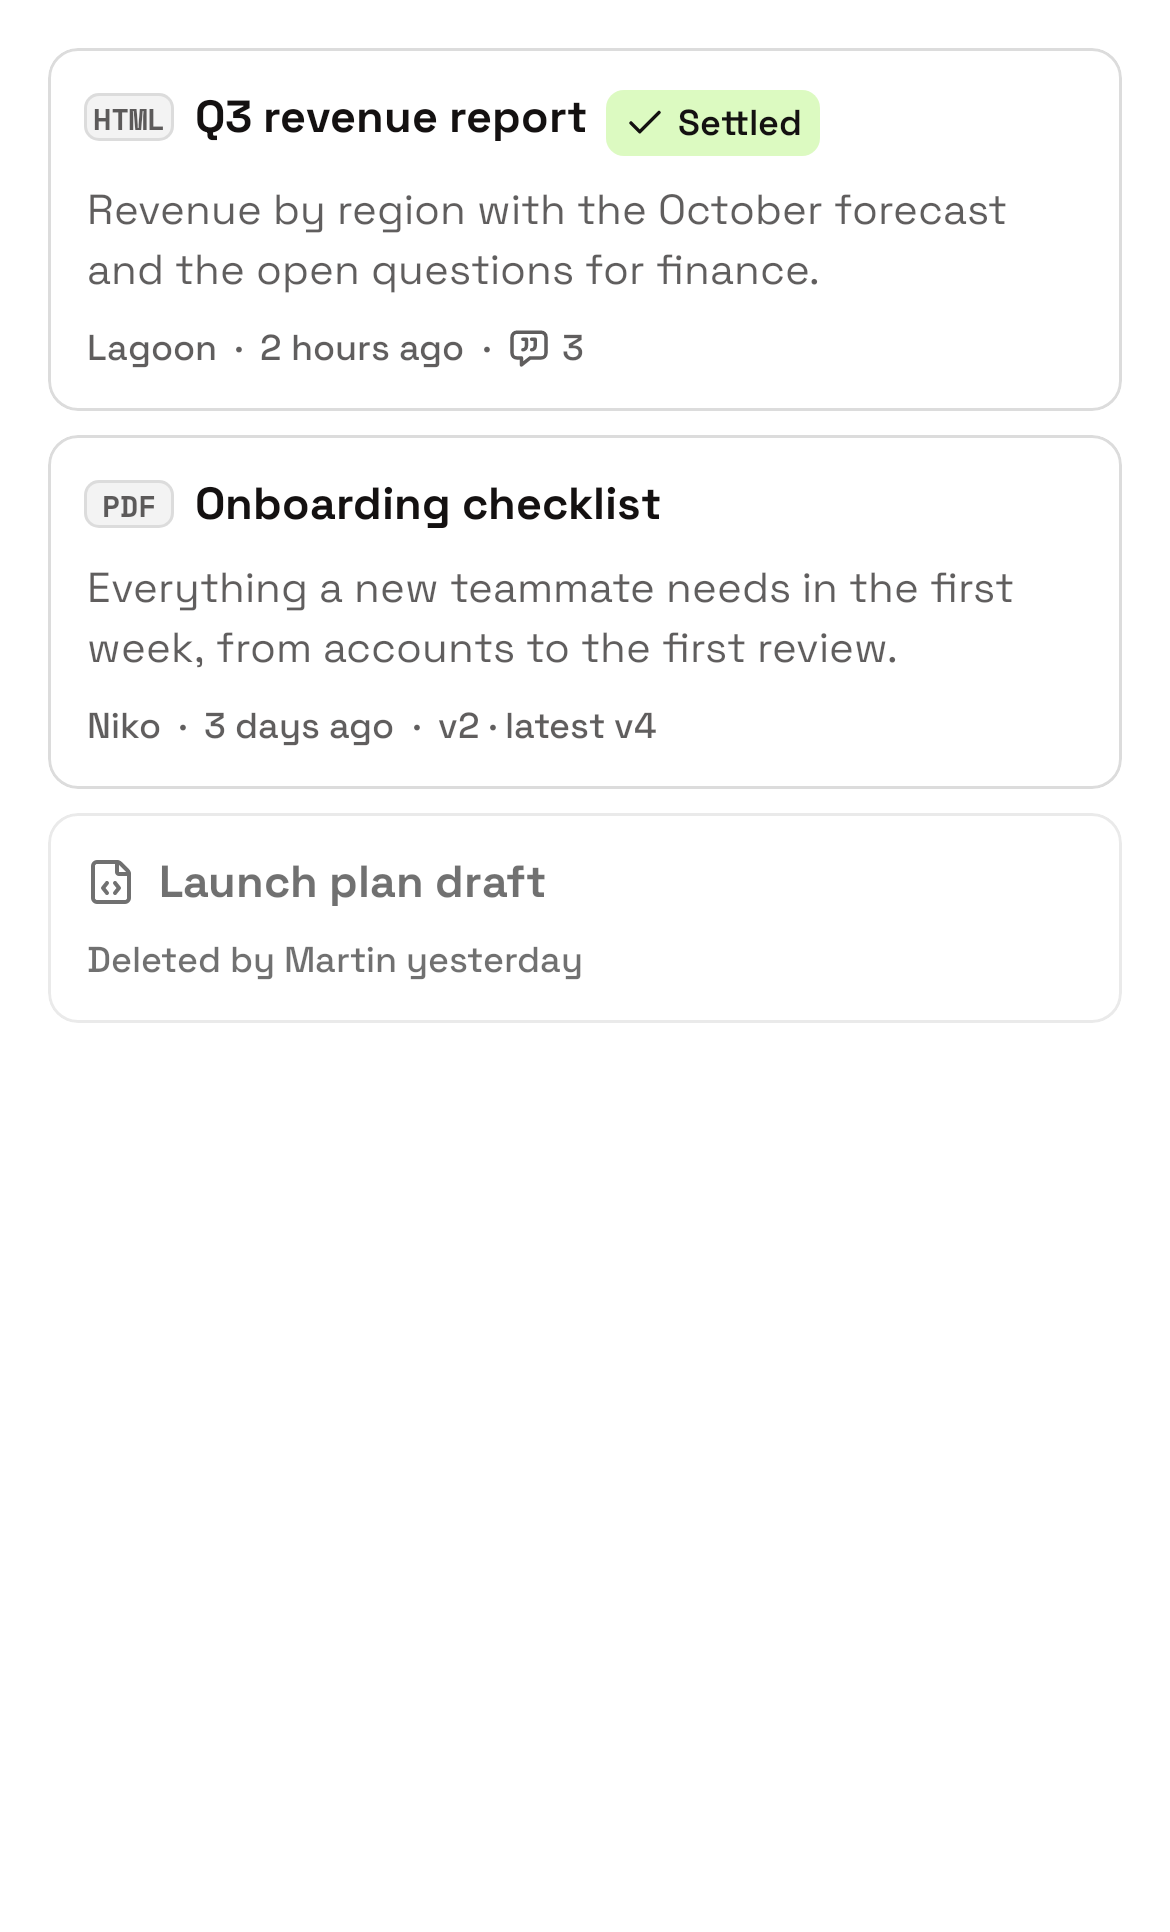 HTML Q3 revenue report Settled
Revenue by region with the October forecast
and the open questions for finance.
Lagoon · 2 hours ago · 3
PDF Onboarding checklist
Everything a new teammate needs in the first
week, from accounts to the first review.
Niko · 3 days ago · v2 · latest v4
Launch plan draft
Deleted by Martin yesterday